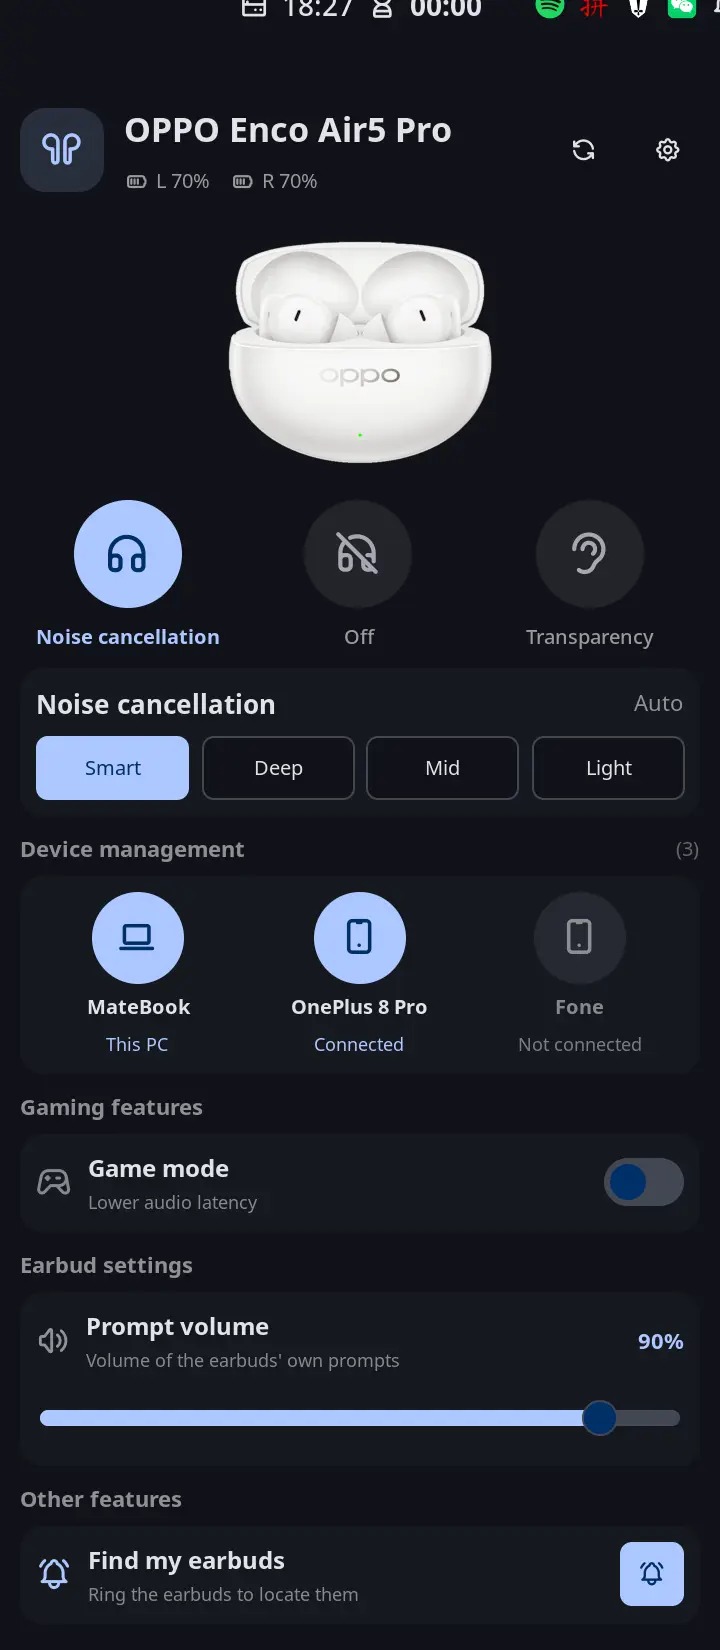 18:27 00:00 拼
OPPO Enco Air5 Pro
L 70% R 70%
oppo
Noise cancellation Off Transparency
Noise cancellation Auto
Smart Deep Mid Light
Device management (3)
MateBook OnePlus 8 Pro Fone
This PC Connected Not connected
Gaming features
Game mode
Lower audio latency
Earbud settings
Prompt volume 90%
Volume of the earbuds' own prompts
Other features
Find my earbuds
Ring the earbuds to locate them